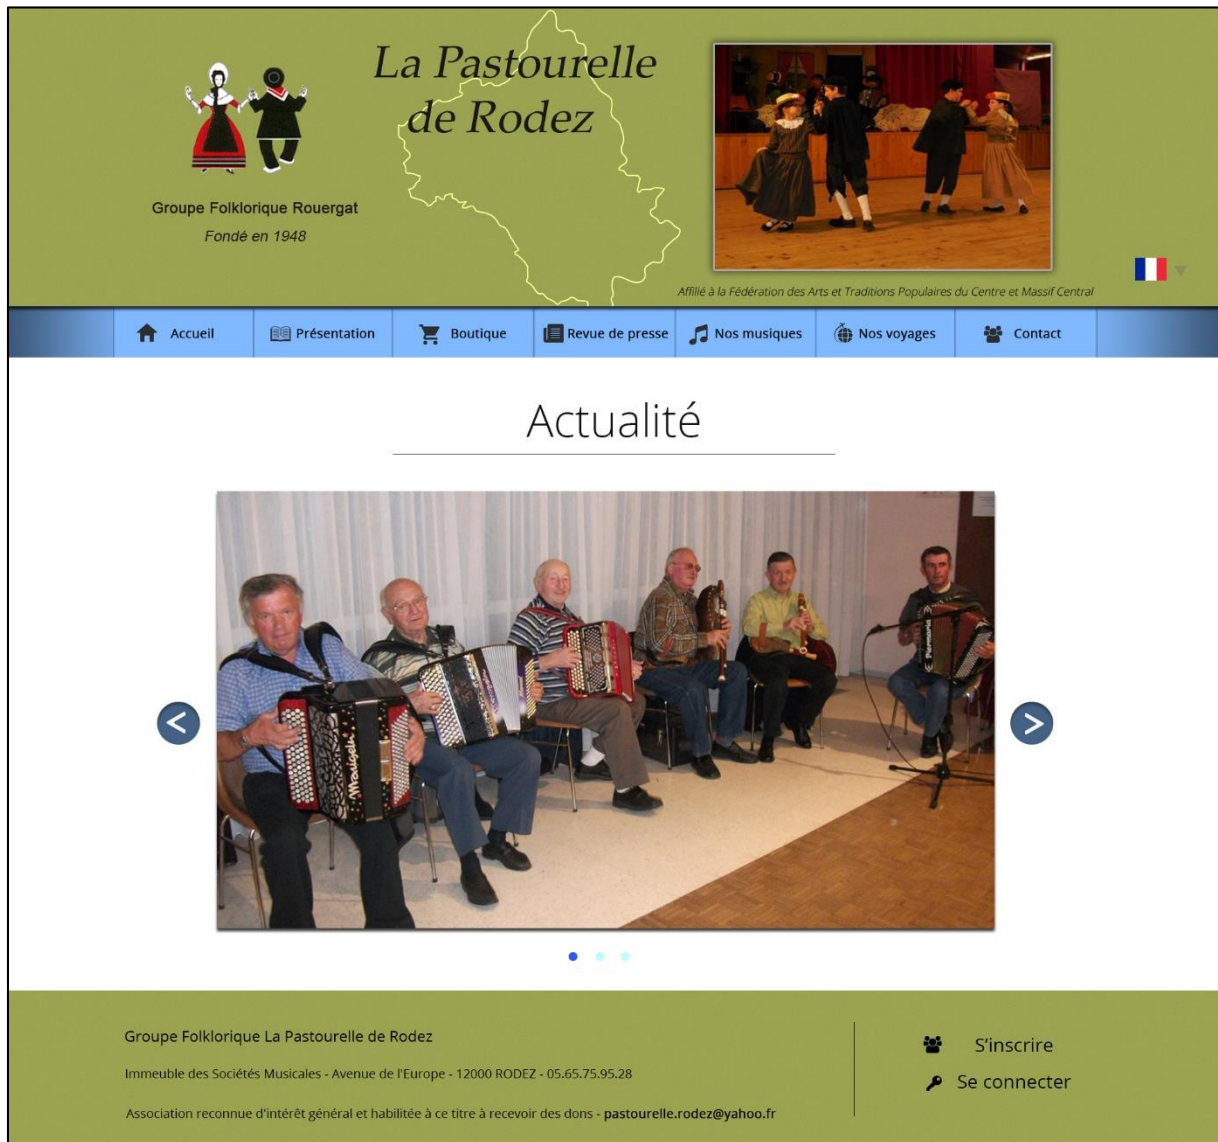 La Pastourelle
de Rodez
Groupe Folklorique Rouergat
Fondé en 1948
Affilié à la Fédération des Arts et Traditions Populaires du Centre et Massif Central
Accueil
Présentation
Boutique
Revue de presse
Nos musiques
Nos voyages
Contact
Actualité
<
>
Maugein
Piermaria
Groupe Folklorique La Pastourelle de Rodez
Immeuble des Sociétés Musicales - Avenue de l'Europe - 12000 RODEZ - 05.65.75.95.28
Association reconnue d'intérêt général et habilitée à ce titre à recevoir des dons - pastourelle.rodez@yahoo.fr
S'inscrire
Se connecter